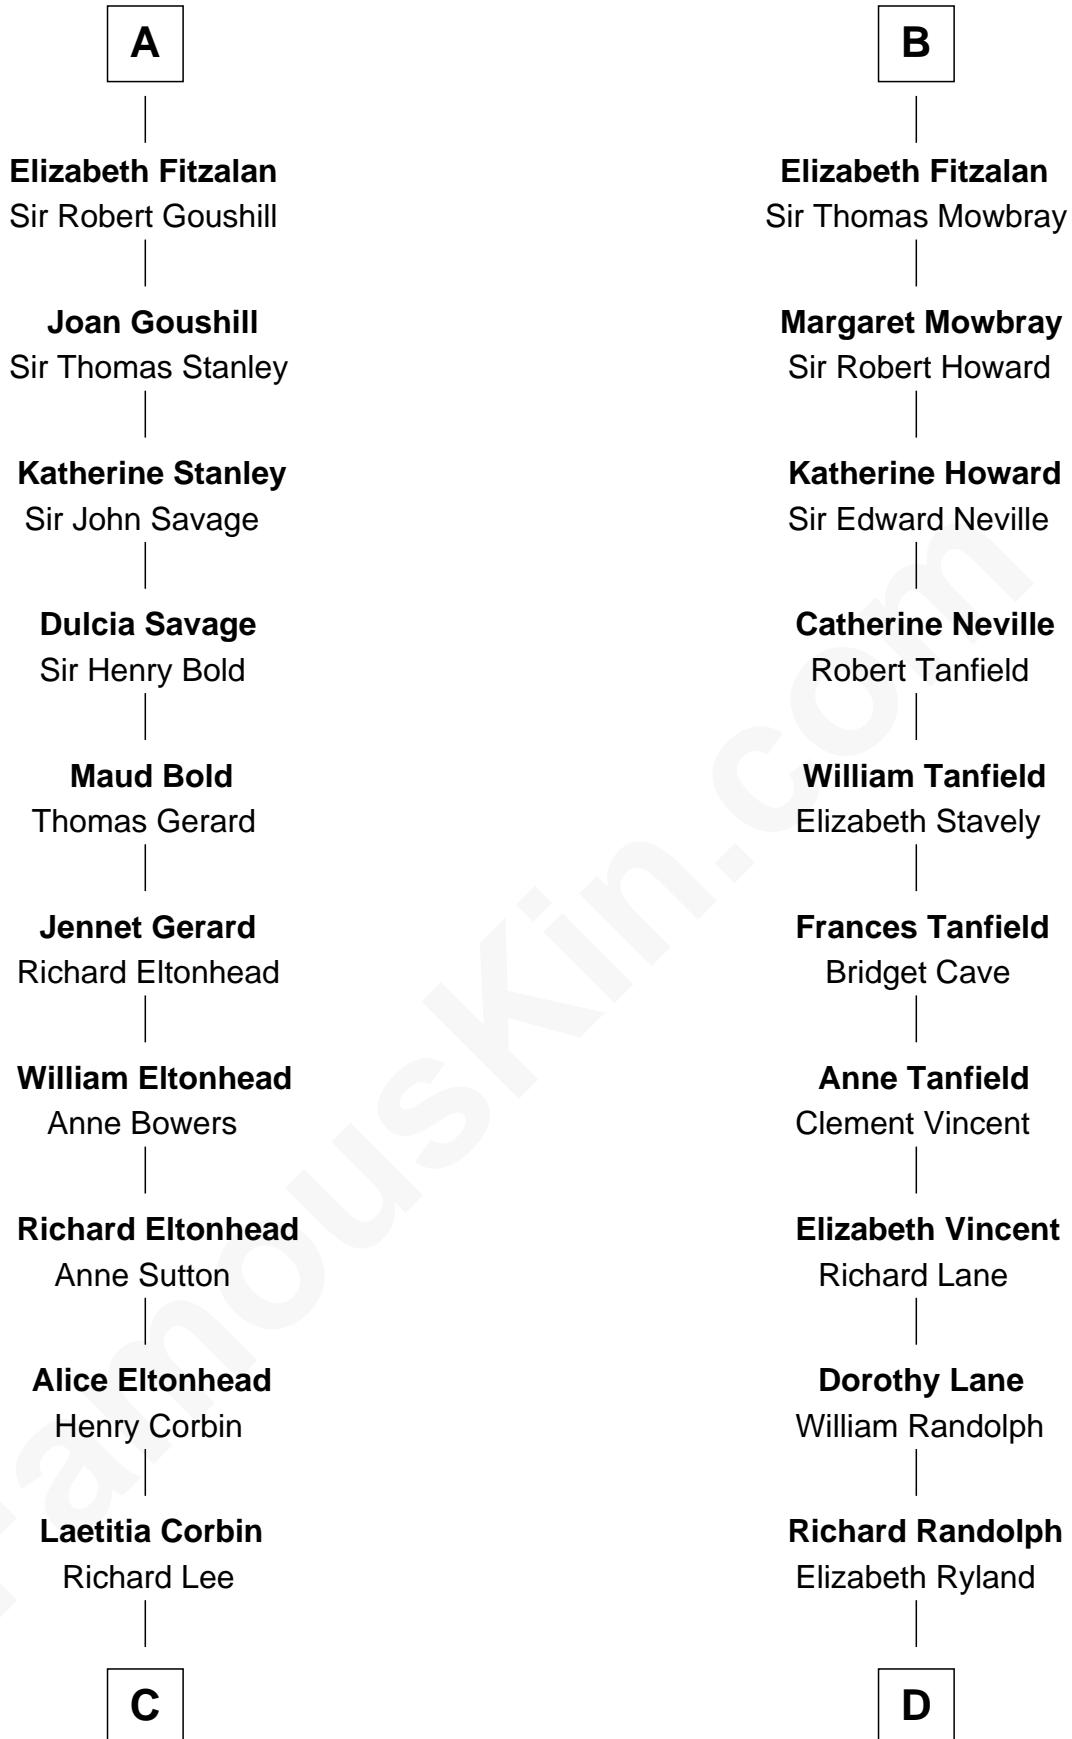 A
Elizabeth Fitzalan
Sir Robert Goushill
Joan Goushill
Sir Thomas Stanley
Katherine Stanley
Sir John Savage
Dulcia Savage
Sir Henry Bold
Maud Bold
Thomas Gerard
Jennet Gerard
Richard Eltonhead
William Eltonhead
Anne Bowers
Richard Eltonhead
Anne Sutton
Alice Eltonhead
Henry Corbin
Laetitia Corbin
Richard Lee
C
B
Elizabeth Fitzalan
Sir Thomas Mowbray
Margaret Mowbray
Sir Robert Howard
Katherine Howard
Sir Edward Neville
Catherine Neville
Robert Tanfield
William Tanfield
Elizabeth Stavely
Frances Tanfield
Bridget Cave
Anne Tanfield
Clement Vincent
Elizabeth Vincent
Richard Lane
Dorothy Lane
William Randolph
Richard Randolph
Elizabeth Ryland
D
FamousKin.com